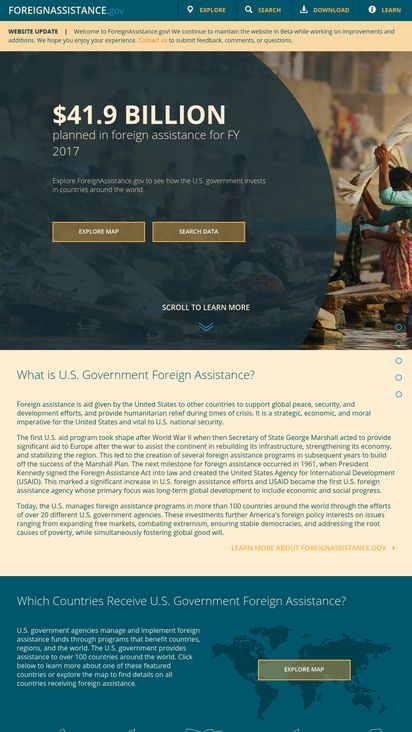 FOREIGNASSISTANCE.gov
EXPLORE
SEARCH
DOWNLOAD
LEARN
WEBSITE UPDATE | Welcome to ForeignAssistance.gov! We continue to maintain the website in Beta while working on improvements and
additions. We hope you enjoy your experience. Contact us to submit feedback, comments, or questions.
$41.9 BILLION
planned in foreign assistance for FY
2017
Explore ForeignAssistance.gov to see how the U.S. government invests
in countries around the world.
EXPLORE MAP
SEARCH DATA
SCROLL TO LEARN MORE
What is U.S. Government Foreign Assistance?
Foreign assistance is aid given by the United States to other countries to support global peace, security, and
development efforts, and provide humanitarian relief during times of crisis. It is a strategic, economic, and moral
imperative for the United States and vital to U.S. national security.
The first U.S. aid program took shape after World War II when then Secretary of State George Marshall acted to provide
significant aid to Europe after the war to assist the continent in rebuilding its infrastructure, strengthening its economy,
and stabilizing the region. This led to the creation of several foreign assistance programs in subsequent years to build
off the success of the Marshall Plan. The next milestone for foreign assistance occurred in 1961, when President
Kennedy signed the Foreign Assistance Act into law and created the United States Agency for International Development
(USAID). This marked a significant increase in U.S. foreign assistance efforts and USAID became the first U.S. foreign
assistance agency whose primary focus was long-term global development to include economic and social progress.
Today, the U.S. manages foreign assistance programs in more than 100 countries around the world through the efforts
of over 20 different U.S. government agencies. These investments further America's foreign policy interests on issues
ranging from expanding free markets, combating extremism, ensuring stable democracies, and addressing the root
causes of poverty, while simultaneously fostering global good will.
LEARN MORE ABOUT FOREIGNASSISTANCE.GOV
Which Countries Receive U.S. Government Foreign Assistance?
U.S. government agencies manage and implement foreign
assistance funds through programs that benefit countries,
regions, and the world. The U.S. government provides
assistance to over 100 countries around the world. Click
below to learn more about one of these featured
countries or explore the map to find details on all
countries receiving foreign assistance.
EXPLORE MAP